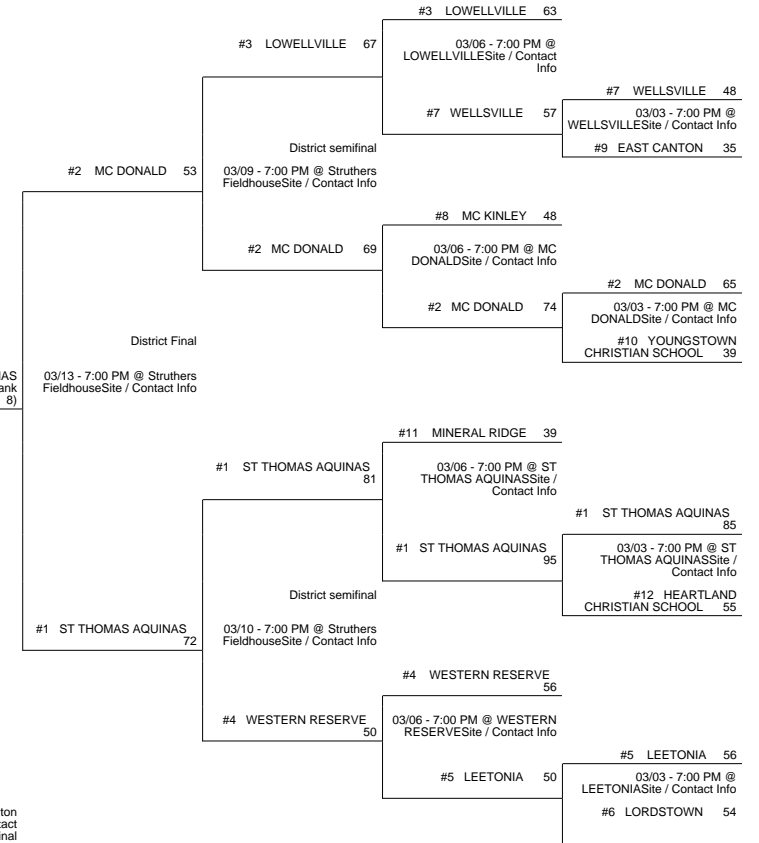 #3 LOWELLVILLE 63
#3 LOWELLVILLE 67
03/06 - 7:00 PM @
LOWELLVILLESite / Contact
Info
#7 WELLSVILLE 48
#7 WELLSVILLE 57
03/03 - 7:00 PM @
WELLSVILLESite / Contact Info
#9 EAST CANTON 35
District semifinal
#2 MC DONALD 53
03/09 - 7:00 PM @ Struthers
FieldhouseSite / Contact Info
#8 MC KINLEY 48
#2 MC DONALD 69
03/06 - 7:00 PM @ MC
DONALDSite / Contact Info
#2 MC DONALD 65
#2 MC DONALD 74
03/03 - 7:00 PM @ MC
DONALDSite / Contact Info
#10 YOUNGSTOWN
CHRISTIAN SCHOOL 39
District Final
03/13 - 7:00 PM @ Struthers
FieldhouseSite / Contact Info
AS
ank
8)
#11 MINERAL RIDGE 39
#1 ST THOMAS AQUINAS
81
03/06 - 7:00 PM @ ST
THOMAS AQUINASSite /
Contact Info
#1 ST THOMAS AQUINAS
85
#1 ST THOMAS AQUINAS
95
03/03 - 7:00 PM @ ST
THOMAS AQUINASSite /
Contact Info
#12 HEARTLAND
CHRISTIAN SCHOOL 55
District semifinal
#1 ST THOMAS AQUINAS
72
03/10 - 7:00 PM @ Struthers
FieldhouseSite / Contact Info
#4 WESTERN RESERVE
56
#4 WESTERN RESERVE
50
03/06 - 7:00 PM @ WESTERN
RESERVESite / Contact Info
#5 LEETONIA 56
#5 LEETONIA 50
03/03 - 7:00 PM @
LEETONIASite / Contact Info
#6 LORDSTOWN 54
ton
tact
inal